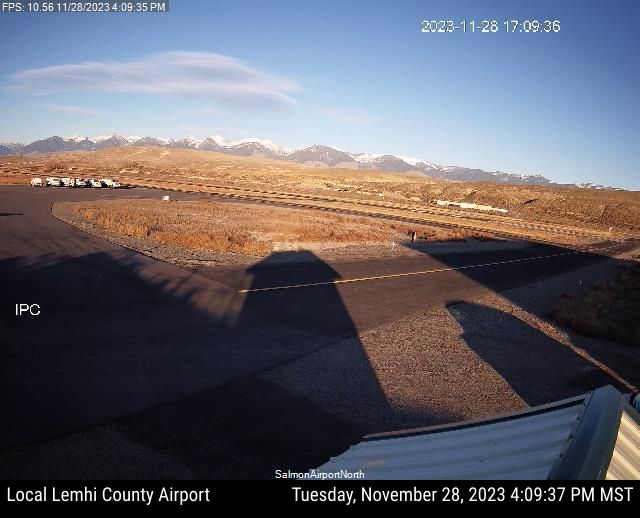 FPS: 10.56 11/28/2023 4:09:35 PM
2023-11-28 17:09:36
IPC
SalmonAirportNorth
Local Lemhi County Airport
Tuesday, November 28, 2023 4:09:37 PM MST